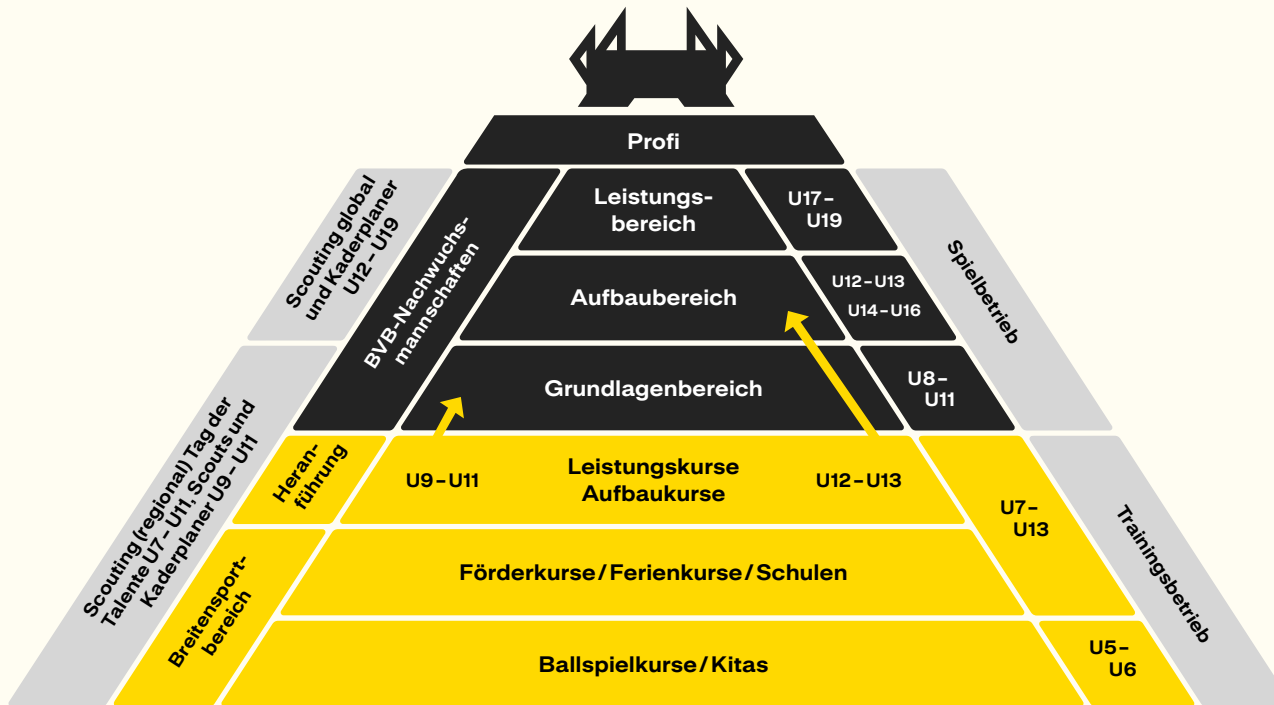 Profi
Scouting global
und Kaderplaner
U12 – U19
BVB-Nachwuchs-
mannschaften
Leistungs-
bereich
U17 –
U19
Spielbetrieb
Aufbaubereich
U12 – U13
U14 – U16
Grundlagenbereich
U8 –
U11
Scouting (regional) Tag der
Talente U7 – U11, Scouts und
Kaderplaner U9 – U11
Heran-
führung
U9 – U11
Leistungskurse
Aufbaukurse
U12 – U13
U7 –
U13
Trainingsbetrieb
Breitensport-
bereich
Förderkurse / Ferienkurse / Schulen
Ballspielkurse / Kitas
U5 –
U6